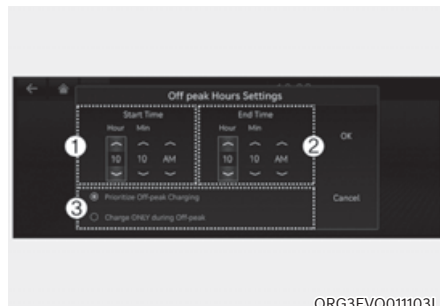 Off peak Hours Settings
Start Time
End Time
Hour Min
Hour Min
1
2
OK
10 10 AM
10 10 AM
3
Prioritize Off-peak Charging
Cancel
Charge ONLY during Off-peak